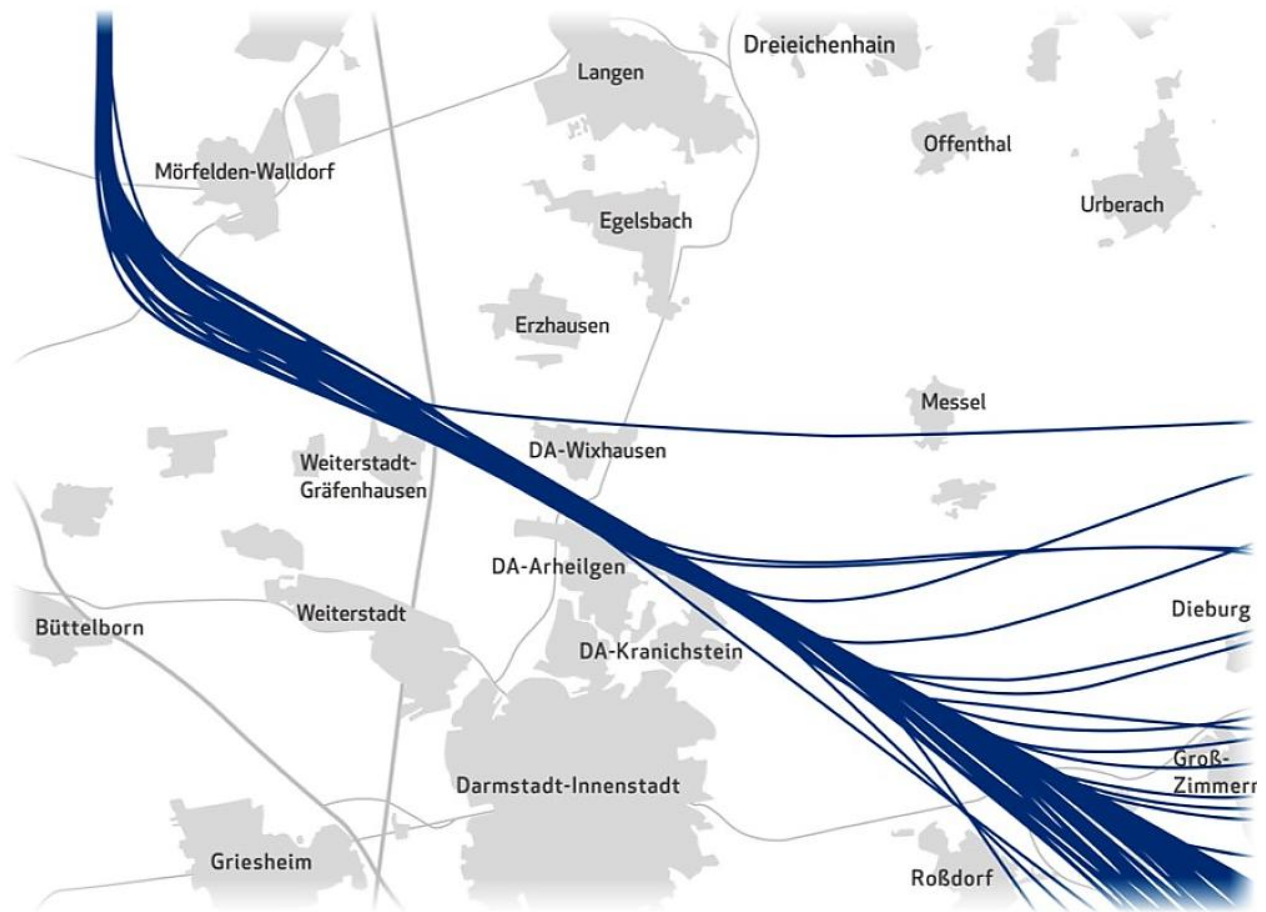 Dreieichenhain
Langen
Offenthal
Mörfelden-Walldorf
Urberach
Egelsbach
Erzhausen
Messel
DA-Wixhausen
Weiterstadt-
Gräfenhausen
DA-Arheilgen
Weiterstadt
Dieburg
Büttelborn
DA-Kranichstein
Groß-
Zimmern
Darmstadt-Innenstadt
Griesheim
Roßdorf